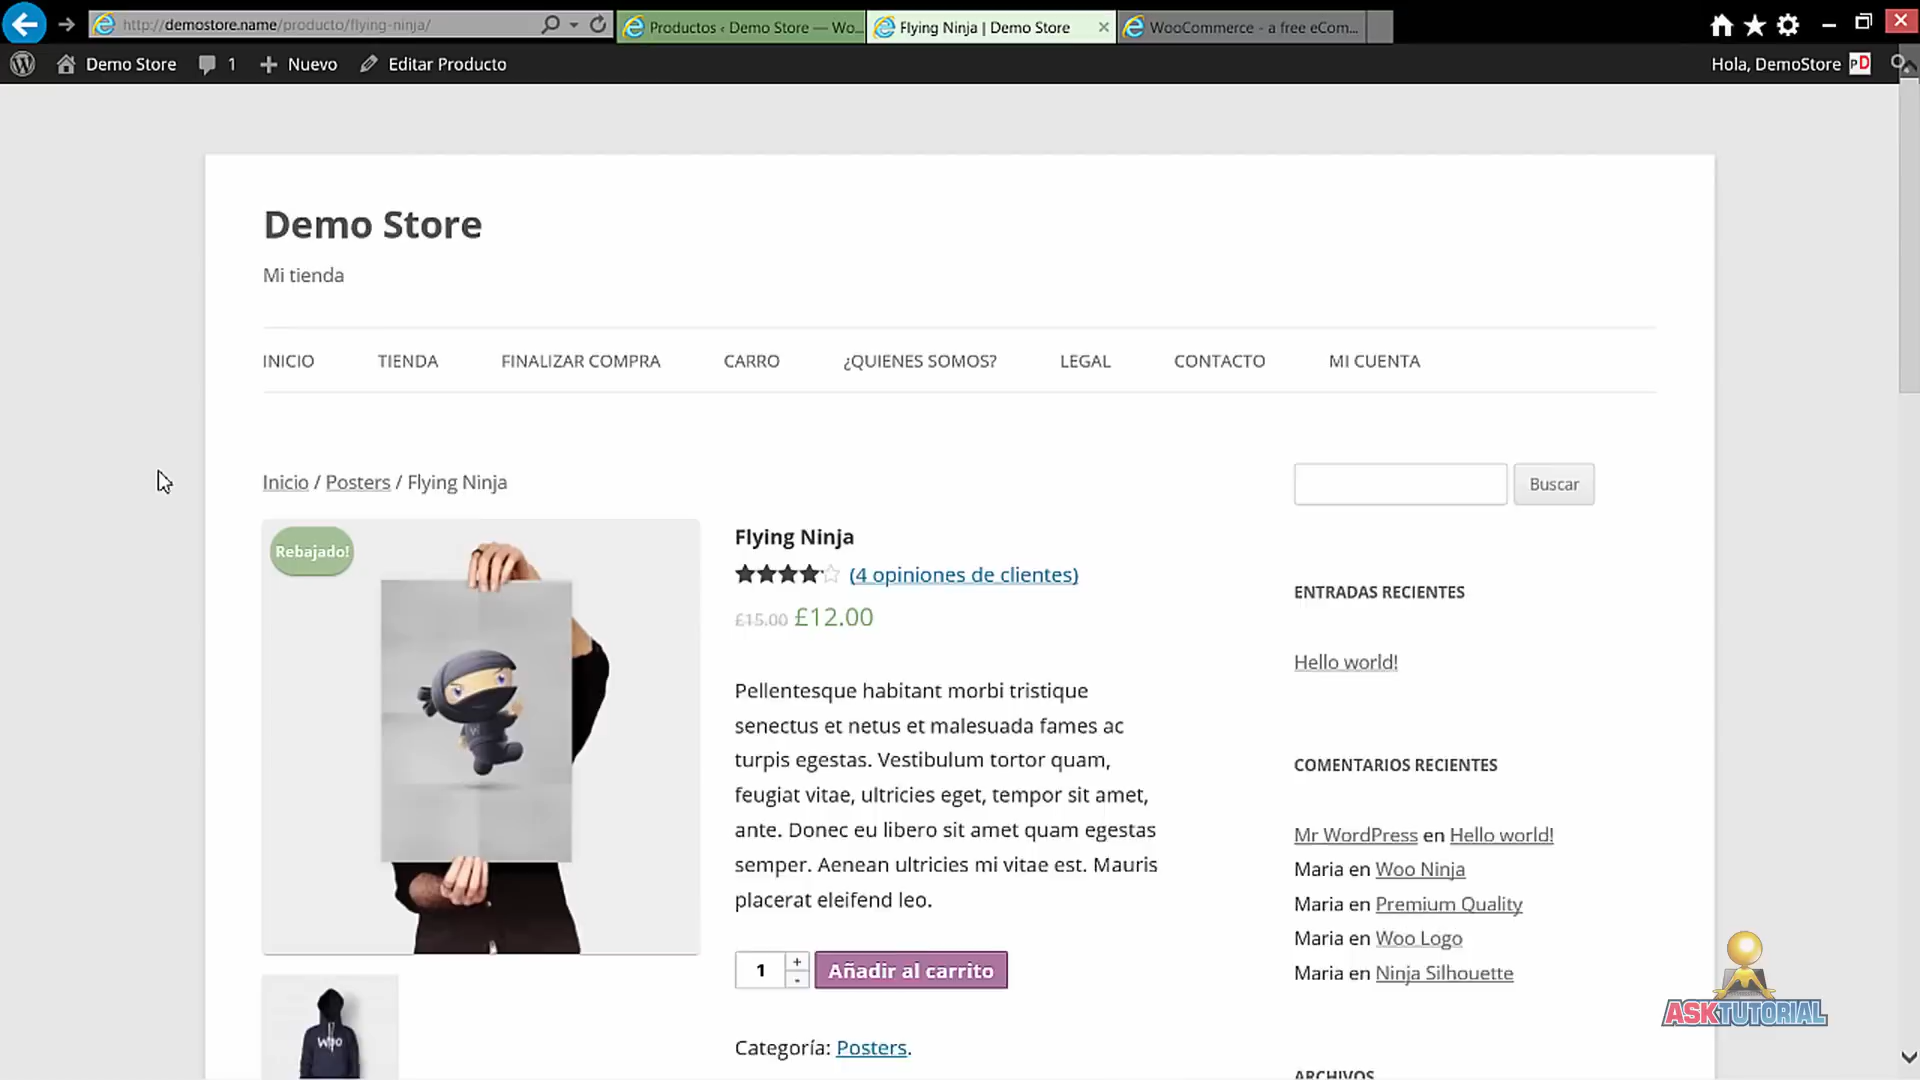 http://demostore.name/producto/flying-ninja/
Productos ‹ Demo Store — Wo...
Flying Ninja | Demo Store
WooCommerce - a free eCom...
Demo Store
1
Nuevo
Editar Producto
Hola, DemoStore
PD
Demo Store
Mi tienda
INICIO
TIENDA
FINALIZAR COMPRA
CARRO
¿QUIENES SOMOS?
LEGAL
CONTACTO
MI CUENTA
Inicio / Posters / Flying Ninja
Buscar
Rebajado!
Flying Ninja
(4 opiniones de clientes)
£15.00 £12.00
Pellentesque habitant morbi tristique
senectus et netus et malesuada fames ac
turpis egestas. Vestibulum tortor quam,
feugiat vitae, ultricies eget, tempor sit amet,
ante. Donec eu libero sit amet quam egestas
semper. Aenean ultricies mi vitae est. Mauris
placerat eleifend leo.
1
+
-
Añadir al carrito
Categoría: Posters.
Woo
ENTRADAS RECIENTES
Hello world!
COMENTARIOS RECIENTES
Mr WordPress en Hello world!
Maria en Woo Ninja
Maria en Premium Quality
Maria en Woo Logo
Maria en Ninja Silhouette
ARCHIVOS
ASKTUTORIAL